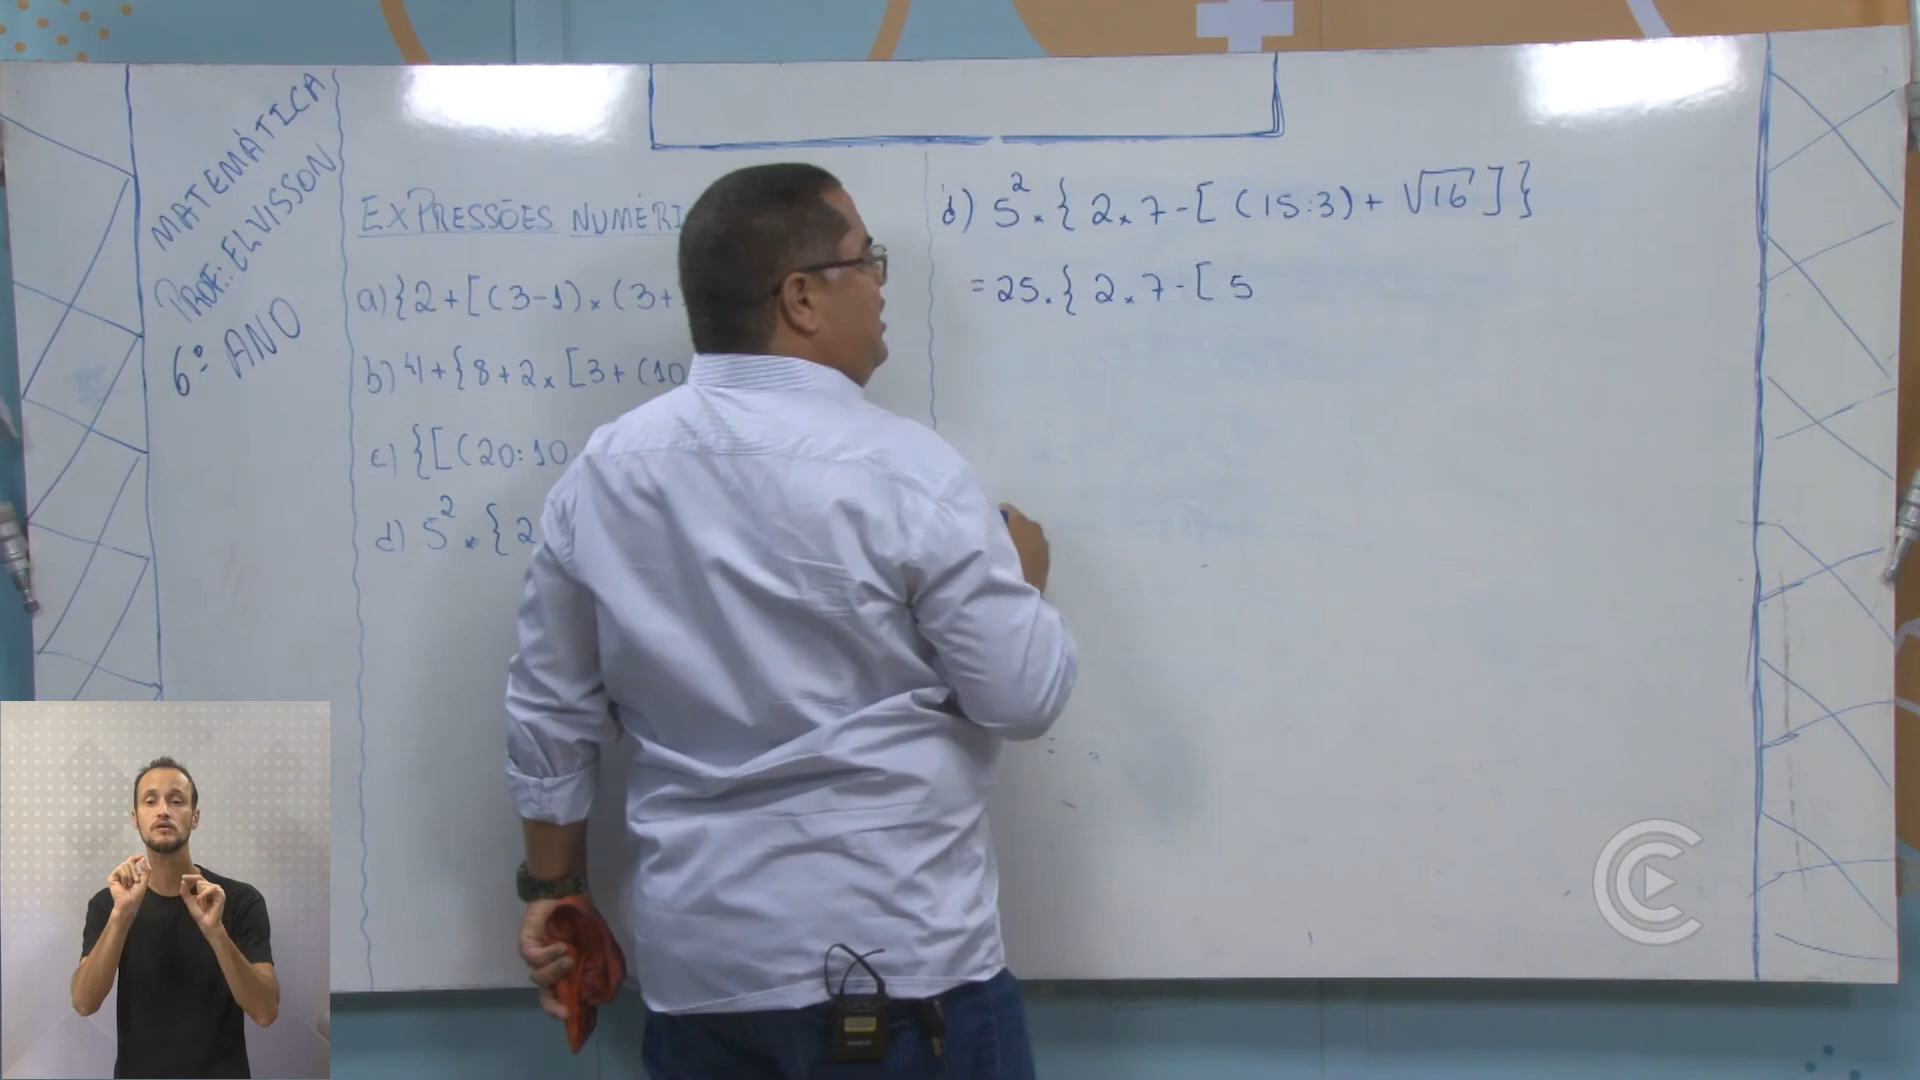 MATEMÁTICA
PROF.: ELVISSON
6º ANO
EXPRESSÕES NUMÉRI
a) {2 + [(3-1) × (3+
b) 4 + {8 + 2 × [3 + (10
c) {[(20:10
d) 5² × {2
d) 5² × { 2 × 7 - [ (15:3) + √16 ] }
= 25 . { 2 × 7 - [ 5